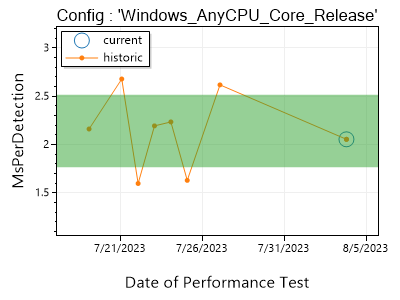 Config : 'Windows_AnyCPU_Core_Release'
current
historic
MsPerDetection
3
2.5
2
1.5
7/21/2023
7/26/2023
7/31/2023
8/5/2023
Date of Performance Test